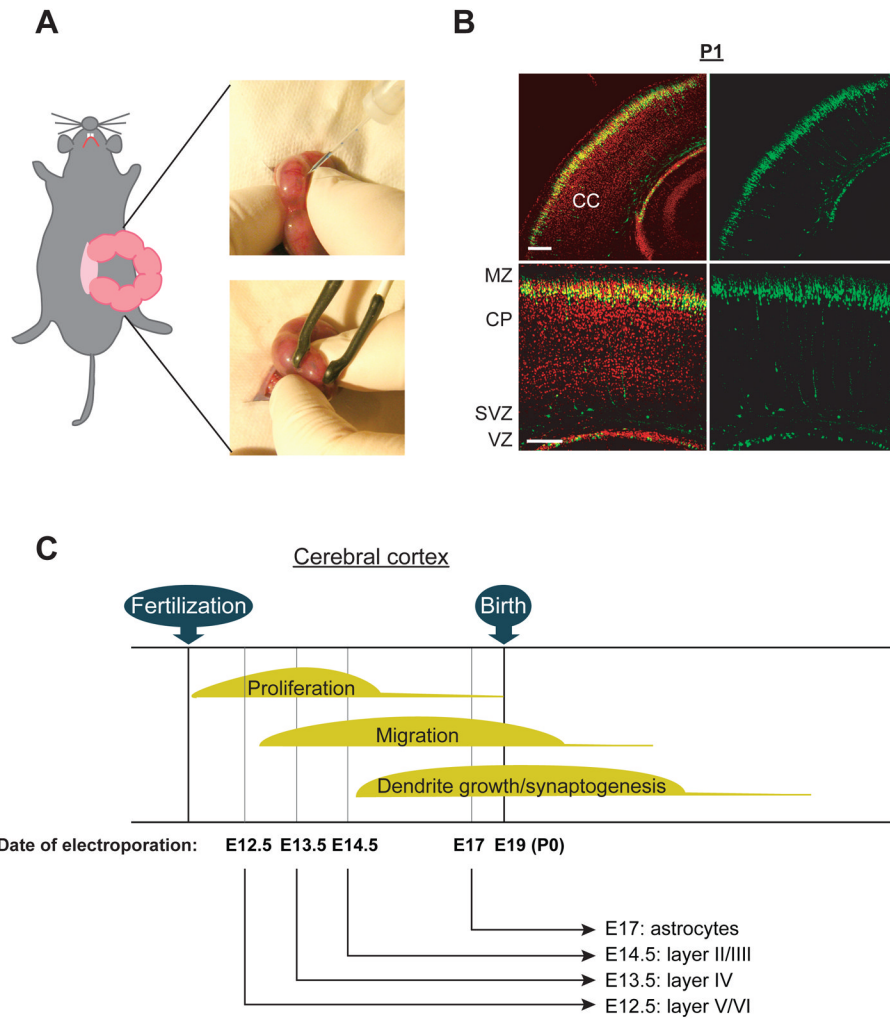 A
B
P1
CC
MZ
CP
SVZ
VZ
C
Cerebral cortex
Fertilization
Birth
Proliferation
Migration
Dendrite growth/synaptogenesis
Date of electroporation: E12.5 E13.5 E14.5 E17 E19 (P0)
E17: astrocytes
E14.5: layer II/IIII
E13.5: layer IV
E12.5: layer V/VI